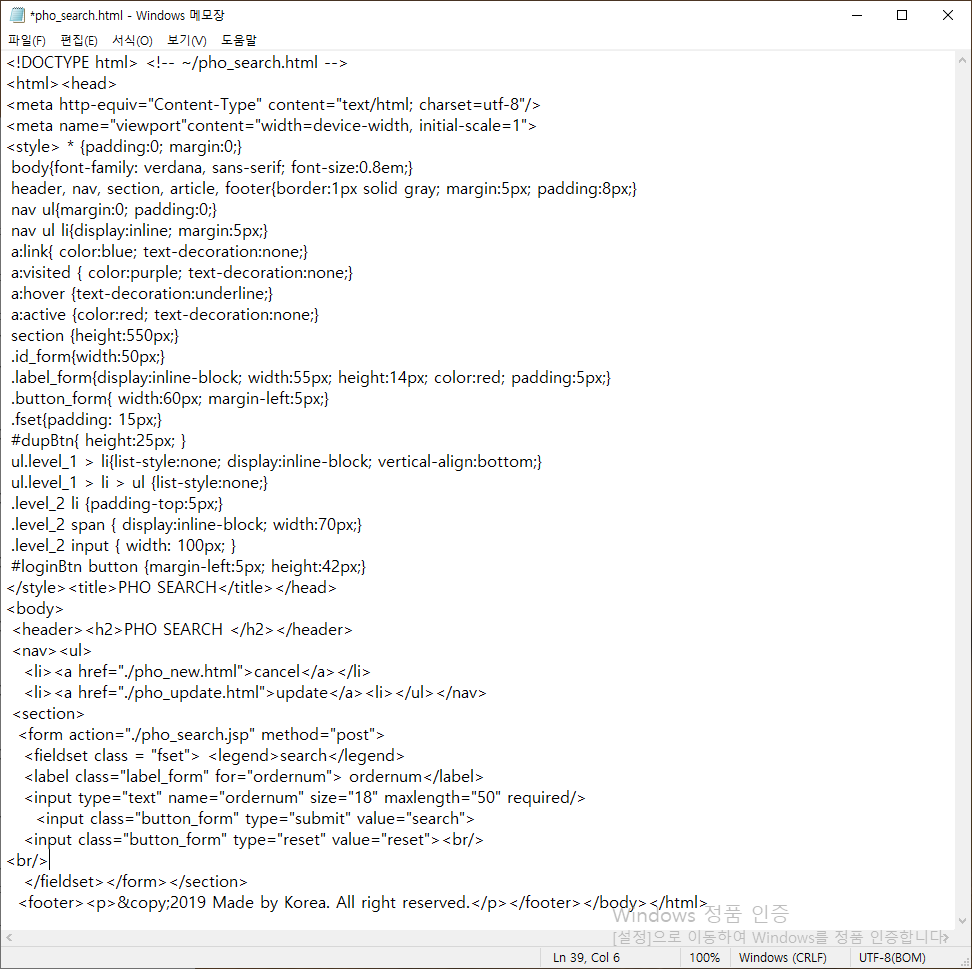 *pho_search.html - Windows 메모장
파일(F) 편집(E) 서식(O) 보기(V) 도움말
<!DOCTYPE html> <!-- ~/pho_search.html -->
<html><head>
<meta http-equiv="Content-Type" content="text/html; charset=utf-8"/>
<meta name="viewport"content="width=device-width, initial-scale=1">
<style> * {padding:0; margin:0;}
body{font-family: verdana, sans-serif; font-size:0.8em;}
header, nav, section, article, footer{border:1px solid gray; margin:5px; padding:8px;}
nav ul{margin:0; padding:0;}
nav ul li{display:inline; margin:5px;}
a:link{ color:blue; text-decoration:none;}
a:visited { color:purple; text-decoration:none;}
a:hover {text-decoration:underline;}
a:active {color:red; text-decoration:none;}
section {height:550px;}
.id_form{width:50px;}
.label_form{display:inline-block; width:55px; height:14px; color:red; padding:5px;}
.button_form{ width:60px; margin-left:5px;}
.fset{padding: 15px;}
#dupBtn{ height:25px; }
ul.level_1 > li{list-style:none; display:inline-block; vertical-align:bottom;}
ul.level_1 > li > ul {list-style:none;}
.level_2 li {padding-top:5px;}
.level_2 span { display:inline-block; width:70px;}
.level_2 input { width: 100px; }
#loginBtn button {margin-left:5px; height:42px;}
</style><title>PHO SEARCH</title></head>
<body>
<header><h2>PHO SEARCH </h2></header>
<nav><ul>
<li><a href="./pho_new.html">cancel</a></li>
<li><a href="./pho_update.html">update</a><li></ul></nav>
<section>
<form action="./pho_search.jsp" method="post">
<fieldset class = "fset"> <legend>search</legend>
<label class="label_form" for="ordernum"> ordernum</label>
<input type="text" name="ordernum" size="18" maxlength="50" required/>
<input class="button_form" type="submit" value="search">
<input class="button_form" type="reset" value="reset"><br/>
<br/>
</fieldset></form></section>
<footer><p>&copy;2019 Made by Korea. All right reserved.</p></footer></body></html>
Windows 정품 인증
[설정]으로 이동하여 Windows를 정품 인증합니다
Ln 39, Col 6 100% Windows (CRLF) UTF-8(BOM)